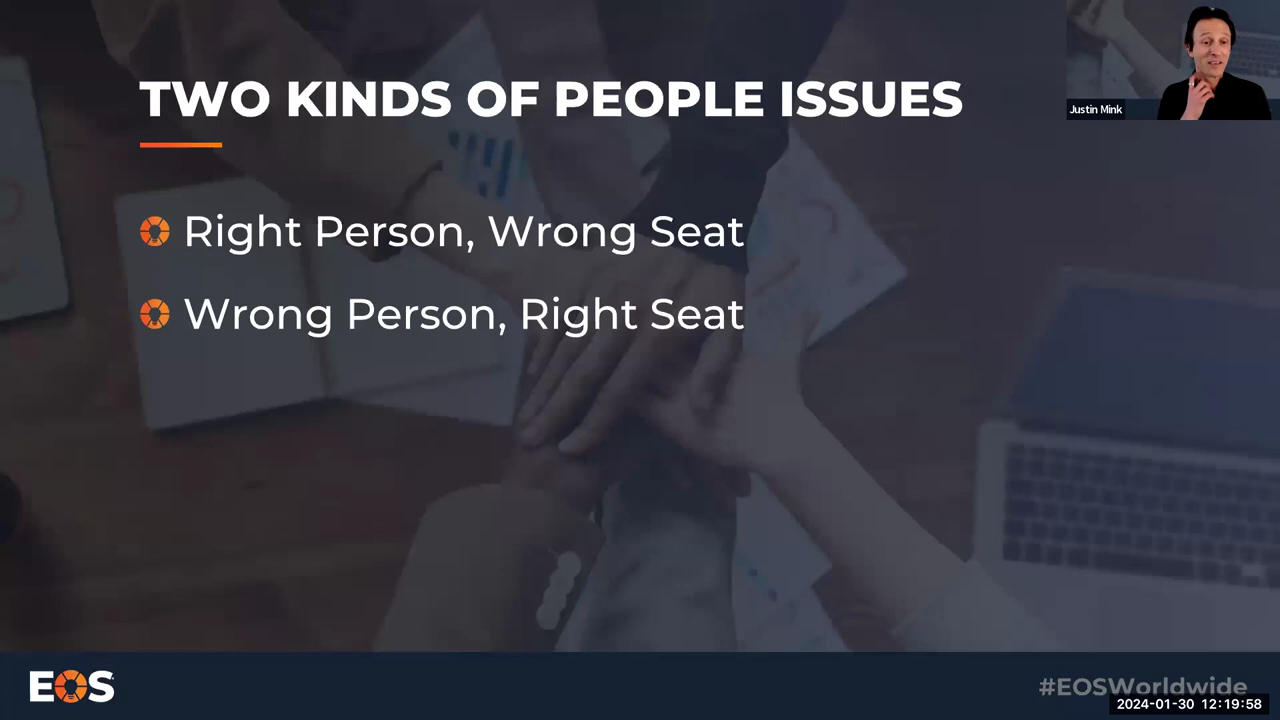 TWO KINDS OF PEOPLE ISSUES
Justin Mink
Right Person, Wrong Seat
Wrong Person, Right Seat
EOS
#EOSWorldwide
2024-01-30 12:19:58